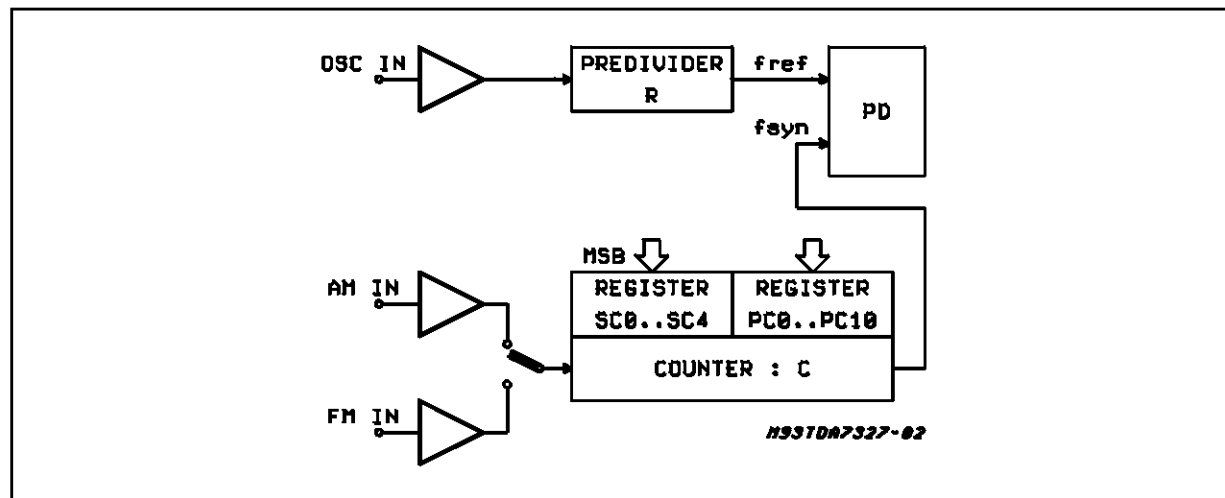 OSC IN
PREDIVIDER
R
fref
PD
fsyn
MSB
AM IN
REGISTER
SC0..SC4
REGISTER
PC0..PC10
COUNTER : C
FM IN
M93TDA7327-02